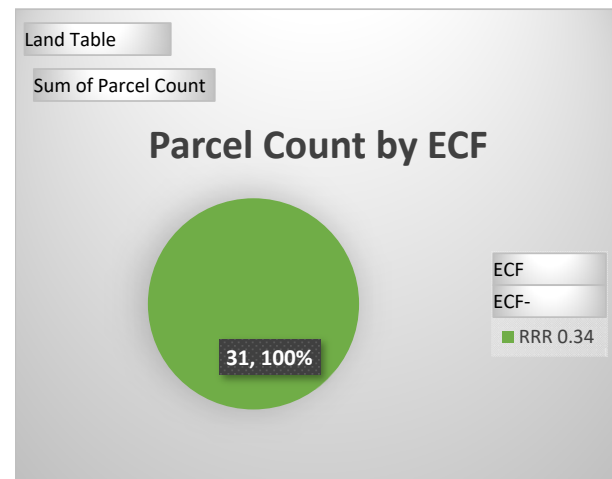 Land Table
Sum of Parcel Count
Parcel Count by ECF
31, 100%
ECF
ECF-
RRR 0.34